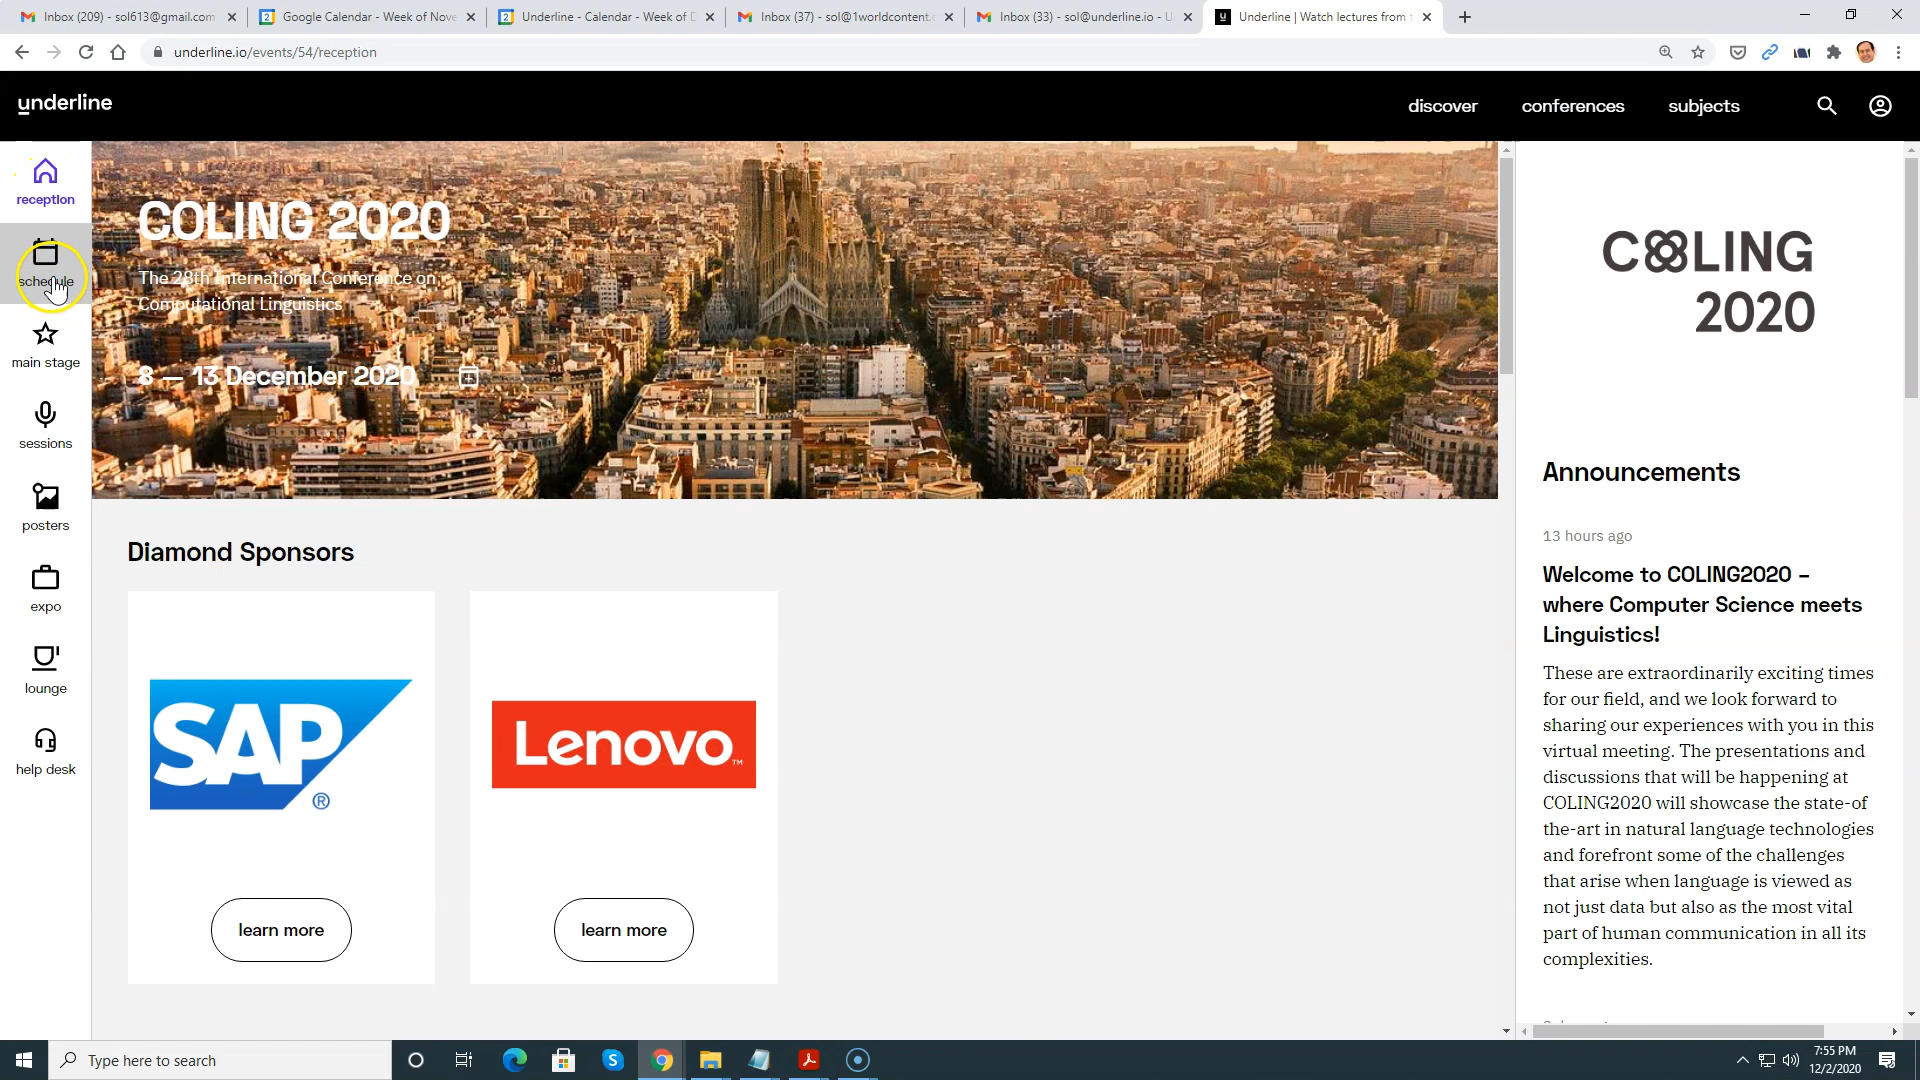 Inbox (209) - sol613@gmail.com
Google Calendar - Week of Nove
Underline - Calendar - Week of D
Inbox (37) - sol@1worldcontent.c
Inbox (33) - sol@underline.io - U
Underline | Watch lectures from t
underline.io/events/54/reception
underline
discover
conferences
subjects
reception
schedule
main stage
sessions
posters
expo
lounge
help desk
COLING 2020
The 28th International Conference on
Computational Linguistics
8 — 13 December 2020
Diamond Sponsors
SAP®
learn more
Lenovo™
learn more
COLING
2020
Announcements
13 hours ago
Welcome to COLING2020 –
where Computer Science meets
Linguistics!
These are extraordinarily exciting times
for our field, and we look forward to
sharing our experiences with you in this
virtual meeting. The presentations and
discussions that will be happening at
COLING2020 will showcase the state-of
the-art in natural language technologies
and forefront some of the challenges
that arise when language is viewed as
not just data but also as the most vital
part of human communication in all its
complexities.
Type here to search
7:55 PM
12/2/2020